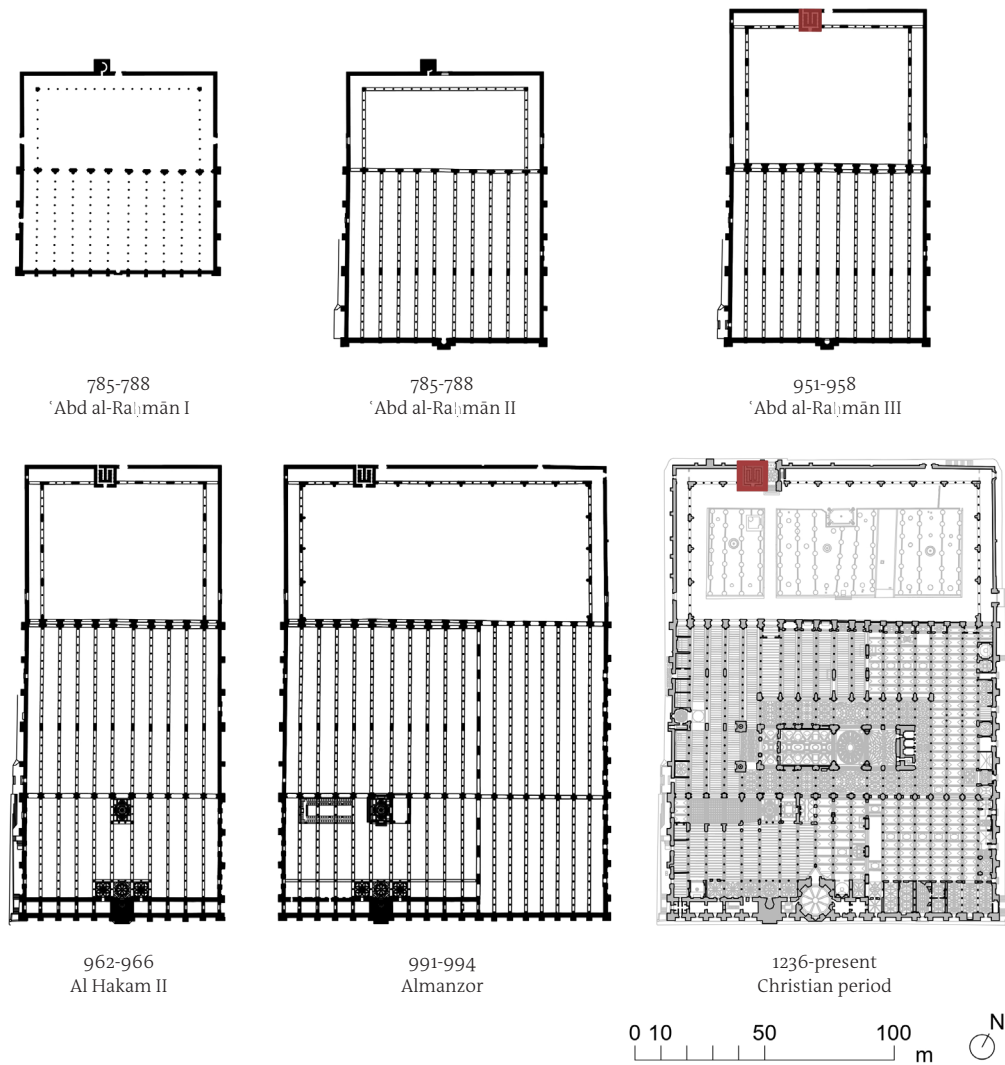 785-788
ʿAbd al-Raḥmān I
785-788
ʿAbd al-Raḥmān II
951-958
ʿAbd al-Raḥmān III
962-966
Al Hakam II
991-994
Almanzor
1236-present
Christian period
0 10 50 100
m
N